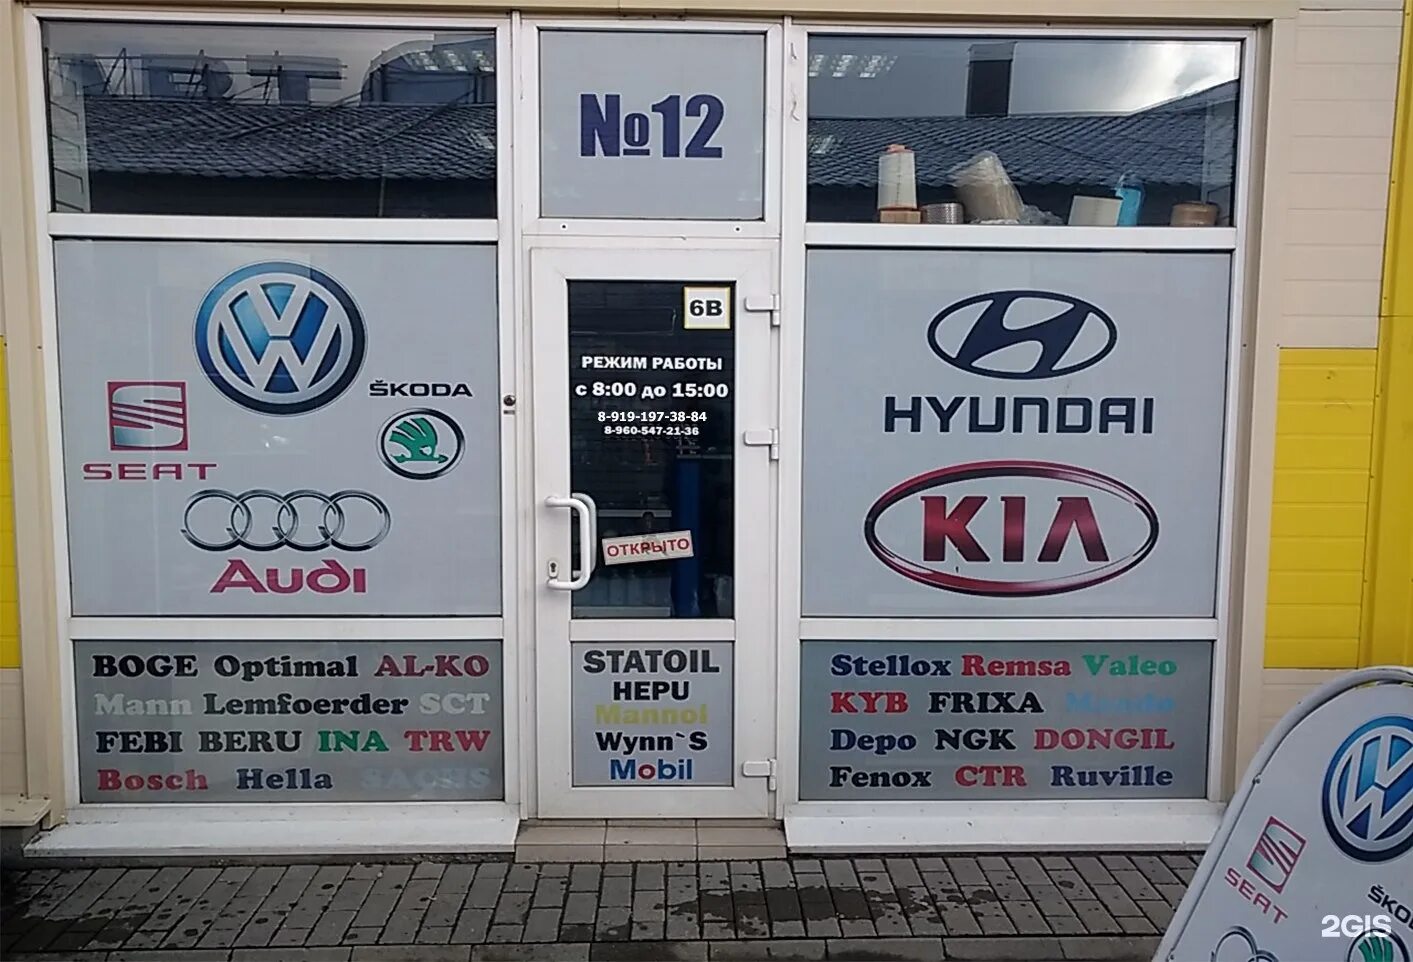 №12
6В
РЕЖИМ РАБОТЫ
с 8:00 до 15:00
8-919-197-38-84
8-960-547-21-36
ОТКРЫТО
ŠKODA
SEAT
Audi
HYUNDAI
KIA
BOGE Optimal AL-KO
Mann Lemfoerder SCT
FEBI BERU INA TRW
Bosch Hella SACHS
STATOIL
HEPU
Mannol
Wynn`S
Mobil
Stellox Remsa Valeo
KYB FRIXA Mando
Depo NGK DONGIL
Fenox CTR Ruville
SEAT
ŠKO
2GIS